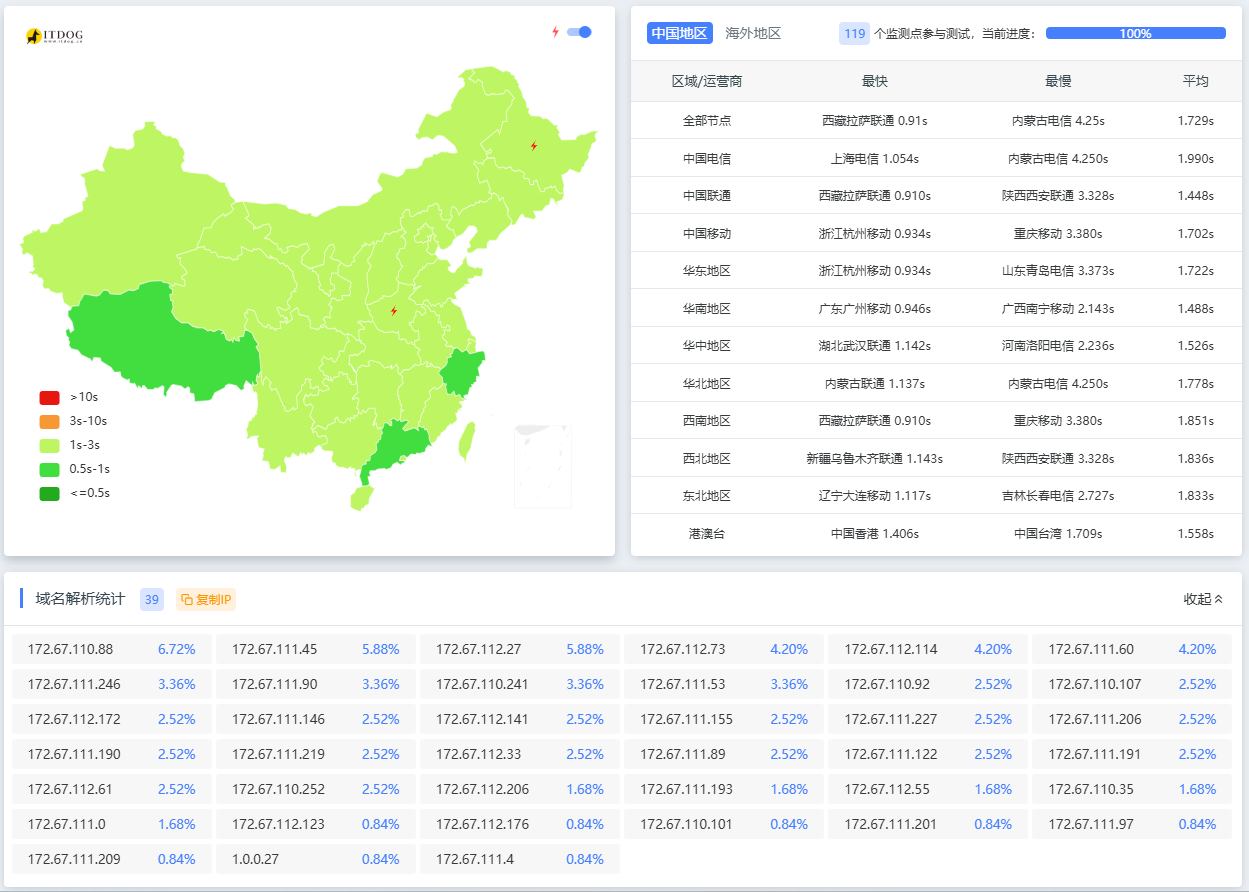 ITDOG
www.itdog.cn
>10s
3s-10s
1s-3s
0.5s-1s
<=0.5s
中国地区 海外地区 119 个监测点参与测试，当前进度： 100%
区域/运营商 最快 最慢 平均
全部节点 西藏拉萨联通 0.91s 内蒙古电信 4.25s 1.729s
中国电信 上海电信 1.054s 内蒙古电信 4.250s 1.990s
中国联通 西藏拉萨联通 0.910s 陕西西安联通 3.328s 1.448s
中国移动 浙江杭州移动 0.934s 重庆移动 3.380s 1.702s
华东地区 浙江杭州移动 0.934s 山东青岛电信 3.373s 1.722s
华南地区 广东广州移动 0.946s 广西南宁移动 2.143s 1.488s
华中地区 湖北武汉联通 1.142s 河南洛阳电信 2.236s 1.526s
华北地区 内蒙古联通 1.137s 内蒙古电信 4.250s 1.778s
西南地区 西藏拉萨联通 0.910s 重庆移动 3.380s 1.851s
西北地区 新疆乌鲁木齐联通 1.143s 陕西西安联通 3.328s 1.836s
东北地区 辽宁大连移动 1.117s 吉林长春电信 2.727s 1.833s
港澳台 中国香港 1.406s 中国台湾 1.709s 1.558s
域名解析统计 39 复制IP 收起
172.67.110.88 6.72% 172.67.111.45 5.88% 172.67.112.27 5.88% 172.67.112.73 4.20% 172.67.112.114 4.20% 172.67.111.60 4.20%
172.67.111.246 3.36% 172.67.111.90 3.36% 172.67.110.241 3.36% 172.67.111.53 3.36% 172.67.110.92 2.52% 172.67.110.107 2.52%
172.67.112.172 2.52% 172.67.111.146 2.52% 172.67.112.141 2.52% 172.67.111.155 2.52% 172.67.111.227 2.52% 172.67.111.206 2.52%
172.67.111.190 2.52% 172.67.111.219 2.52% 172.67.112.33 2.52% 172.67.111.89 2.52% 172.67.111.122 2.52% 172.67.111.191 2.52%
172.67.112.61 2.52% 172.67.110.252 2.52% 172.67.112.206 1.68% 172.67.111.193 1.68% 172.67.112.55 1.68% 172.67.110.35 1.68%
172.67.111.0 1.68% 172.67.112.123 0.84% 172.67.112.176 0.84% 172.67.110.101 0.84% 172.67.111.201 0.84% 172.67.111.97 0.84%
172.67.111.209 0.84% 1.0.0.27 0.84% 172.67.111.4 0.84%